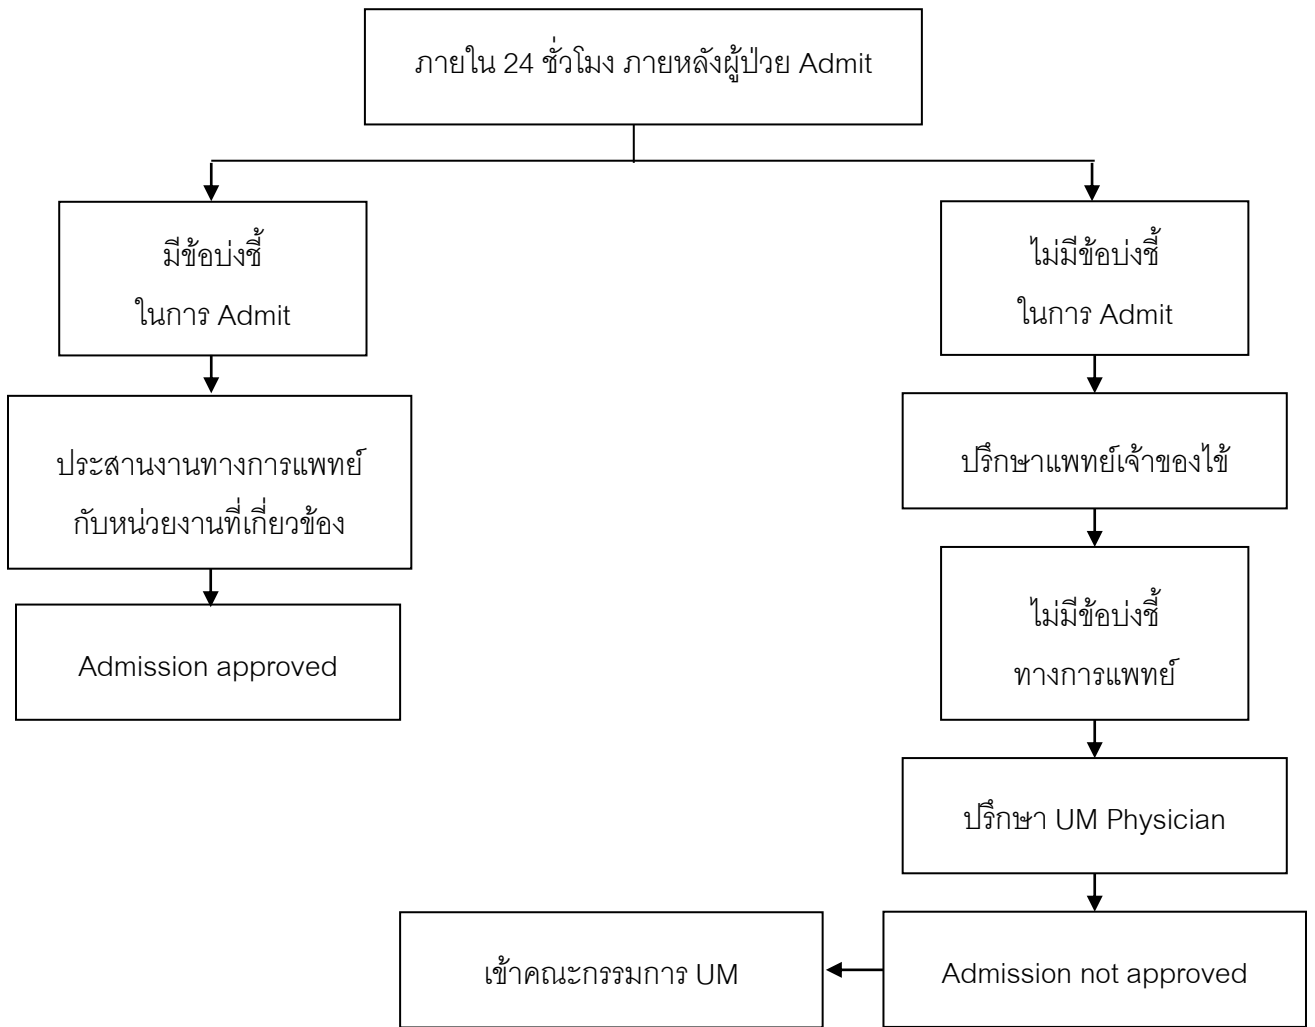 ภายใน 24 ชั่วโมง ภายหลังผู้ป่วย Admit
มีข้อบ่งชี้
ในการ Admit
ประสานงานทางการแพทย์
กับหน่วยงานที่เกี่ยวข้อง
Admission approved
ไม่มีข้อบ่งชี้
ในการ Admit
ปรึกษาแพทย์เจ้าของไข้
ไม่มีข้อบ่งชี้
ทางการแพทย์
ปรึกษา UM Physician
Admission not approved
เข้าคณะกรรมการ UM